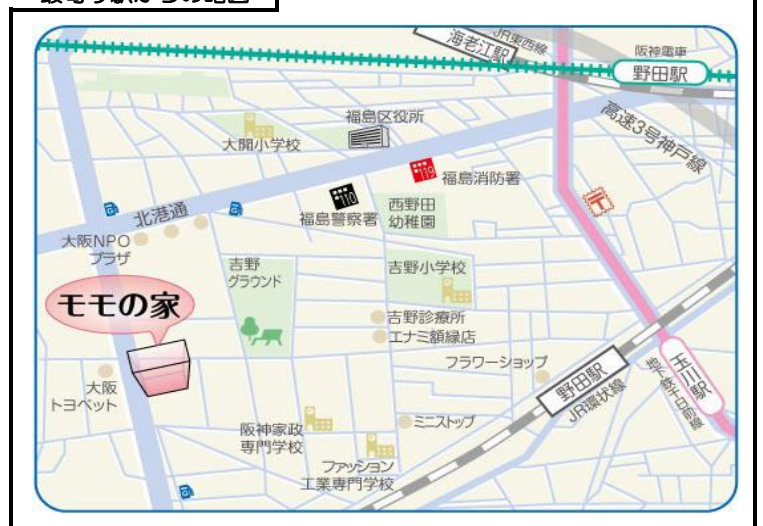 最寄り駅からの地図
JR東西線
海老江駅
阪神電車
野田駅
高速3号神戸線
福島区役所
大開小学校
119
福島消防署
110
福島警察署
西野田
幼稚園
〒
北港通
大阪NPO
プラザ
吉野
グラウンド
吉野小学校
モモの家
吉野診療所
エナミ額縁店
フラワーショップ
野田駅
JR環状線
玉川駅
地下鉄千日前線
大阪
トヨペット
ミニストップ
阪神家政
専門学校
ファッション
工業専門学校